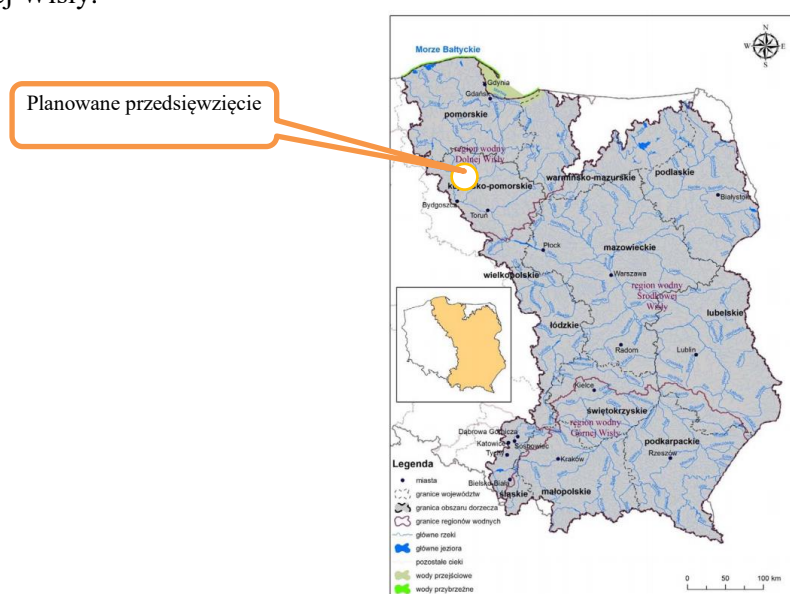 ej Wisły.
Planowane przedsięwzięcie
N
W
E
S
Morze Bałtyckie
Gdynia
Gdańsk
pomorskie
region wodny
Dolnej Wisły
warmińsko-mazurskie
podlaskie
Białystok
-pomorskie
Bydgoszcz
Toruń
Płock
mazowieckie
Warszawa
wielkopolskie
region wodny
Środkowej
Wisły
łódzkie
lubelskie
Radom
Lublin
Kielce
świętokrzyskie
region wodny
Górnej Wisły
podkarpackie
Rzeszów
Dąbrowa Górnicza
Katowice
Sosnowiec
Tychy
Kraków
Bielsko-Biała
śląskie
małopolskie
Legenda
miasta
granice województw
granica obszaru dorzecza
granice regionów wodnych
główne rzeki
główne jeziora
pozostałe cieki
wody przejściowe
wody przybrzeżne
0 50 100 km